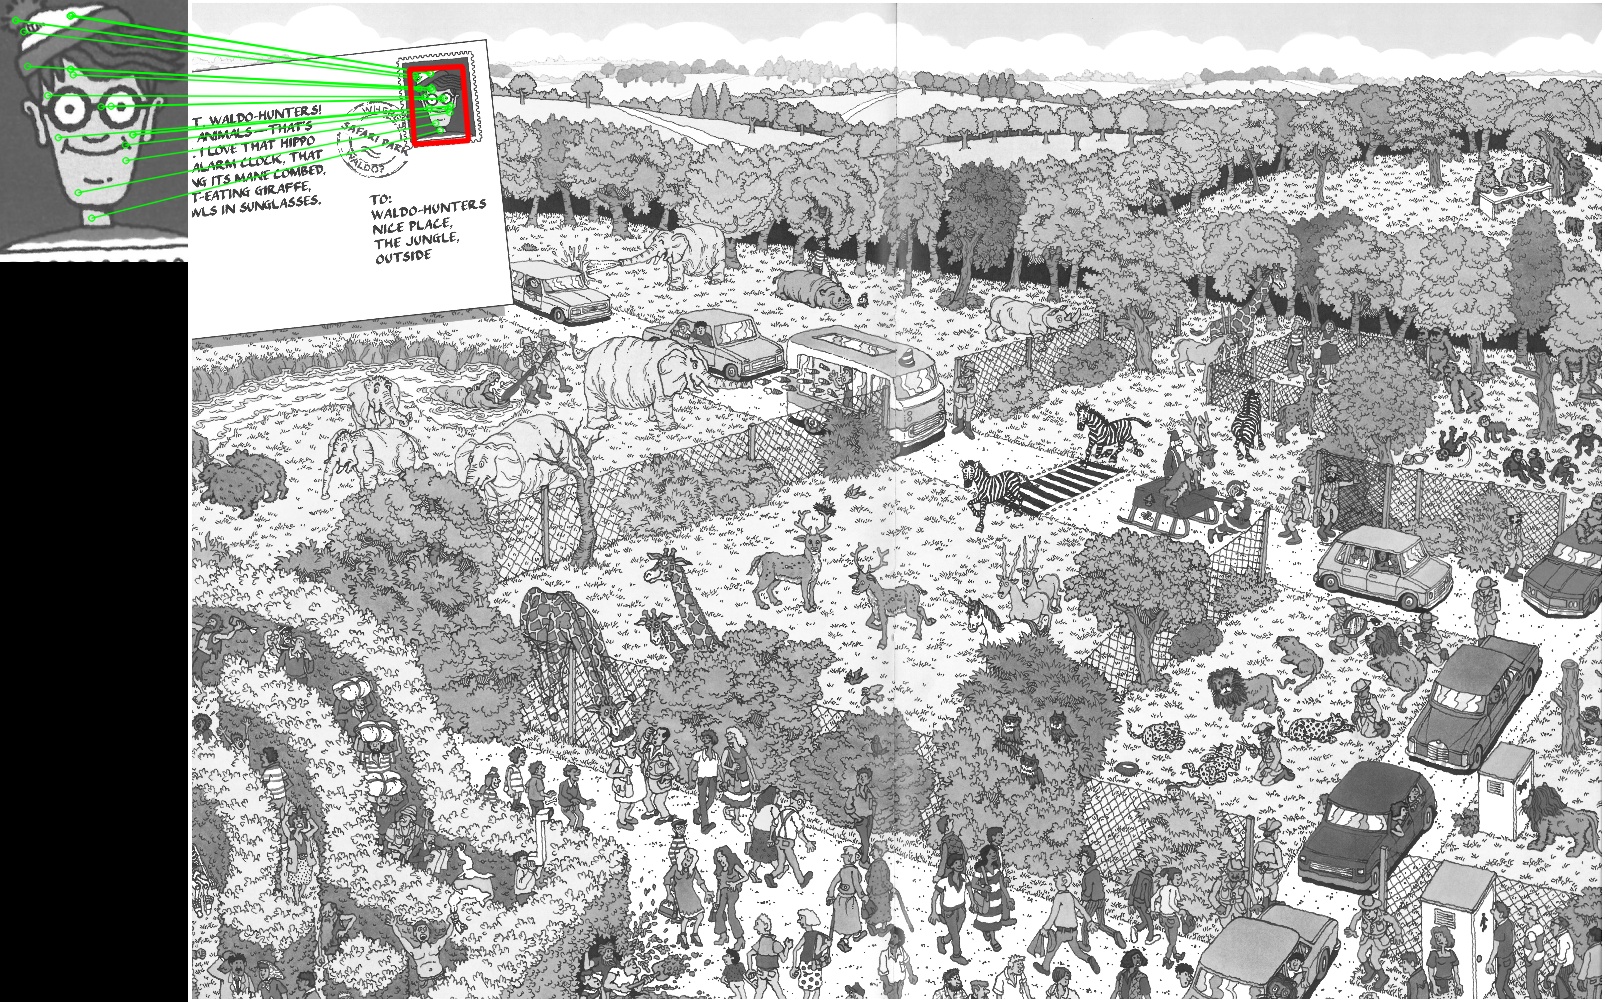 T, WALDO-HUNTERS!
ANIMALS—THAT'S
. I LOVE THAT HIPPO
ALARM CLOCK, THAT
NG ITS MANE COMBED,
T-EATING GIRAFFE,
WLS IN SUNGLASSES.
WHERE'S
SAFARI PARK
WALDO?
TO:
WALDO-HUNTERS
NICE PLACE,
THE JUNGLE,
OUTSIDE